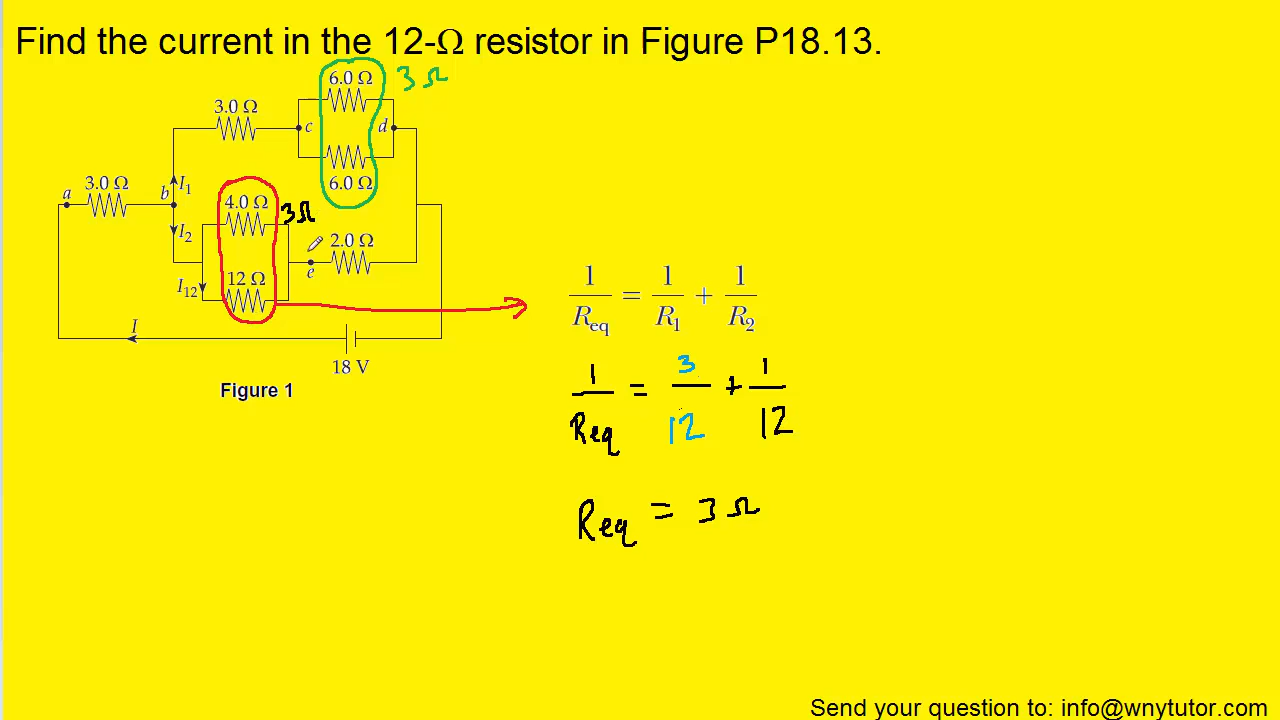 Find the current in the 12-Ω resistor in Figure P18.13.
6.0 Ω 3 Ω
3.0 Ω
c d
6.0 Ω
3.0 Ω
a b I1
4.0 Ω 3Ω
I2
2.0 Ω
e
12 Ω
I12
I
18 V
Figure 1
1/Req = 1/R1 + 1/R2
1/Req = 3/12 + 1/12
Req = 3 Ω
Send your question to: info@wnytutor.com